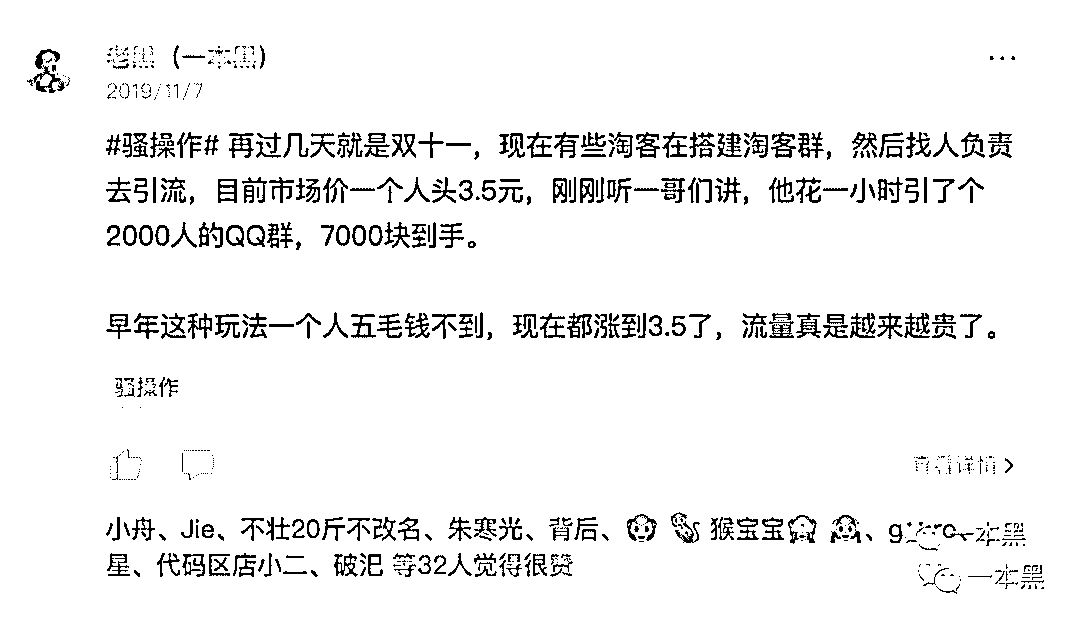 老黑（一本黑）
2019/11/7
#骚操作# 再过几天就是双十一，现在有些淘客在搭建淘客群，然后找人负责
去引流，目前市场价一个人头3.5元，刚刚听一哥们讲，他花一小时引了个
2000人的QQ群，7000块到手。
早年这种玩法一个人五毛钱不到，现在都涨到3.5了，流量真是越来越贵了。
骚操作
查看详情
小舟、Jie、不壮20斤不改名、朱寒光、背后、猴宝宝、
星、代码区店小二、破汜 等32人觉得很赞
一本黑
一本黑